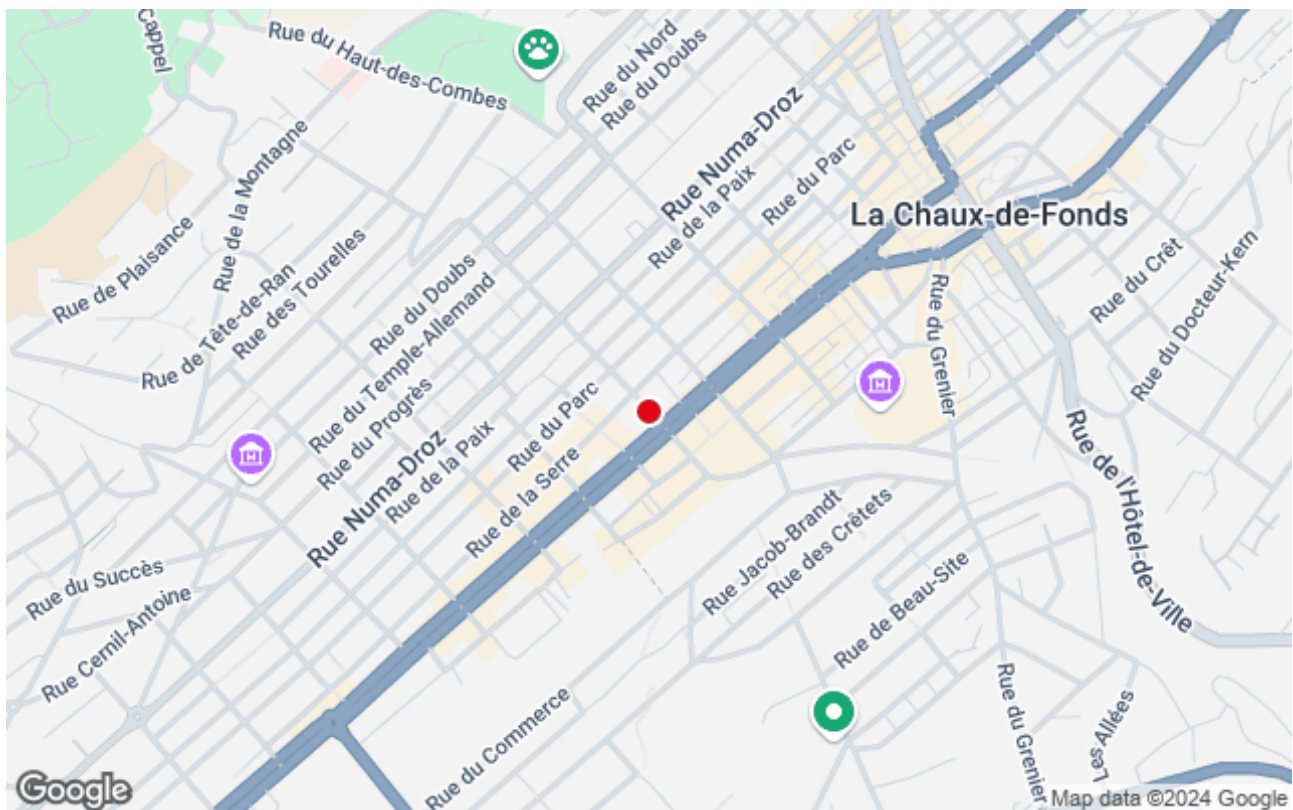 Cappel
Rue du Haut-des-Combes
Rue du Nord
Rue du Doubs
Rue Numa-Droz
Rue de la Paix
Rue du Parc
La Chaux-de-Fonds
Rue de la Montagne
Rue de Plaisance
Rue de Tête-de-Ran
Rue des Tourelles
Rue du Doubs
Rue du Temple-Allemand
Rue du Progrès
Rue Numa-Droz
Rue de la Paix
Rue du Parc
Rue de la Serre
Rue du Grenier
Rue du Crêt
Rue du Docteur-Kern
Rue de l'Hôtel-de-Ville
H
H
Rue du Succès
Rue Cernil-Antoine
Rue Jacob-Brandt
Rue des Crêtets
Rue de Beau-Site
Rue du Commerce
Rue du Grenier
Les Allées
Google
Map data ©2024 Google